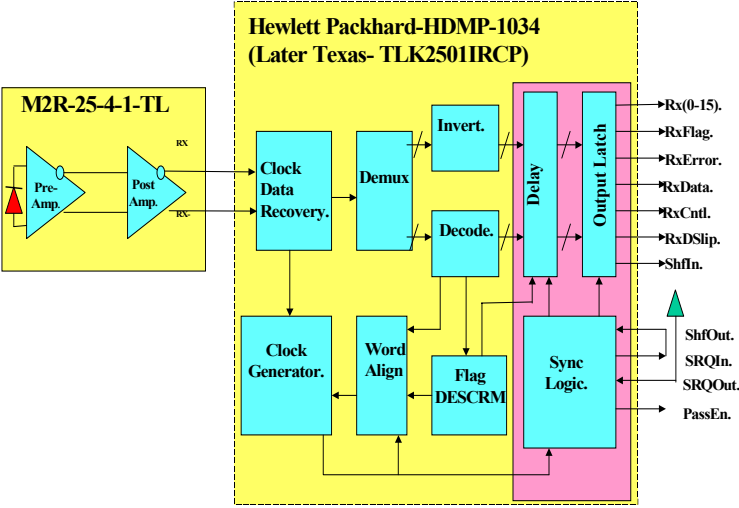 Hewlett Packhard-HDMP-1034
(Later Texas- TLK2501IRCP)
M2R-25-4-1-TL
RX
RX-
Pre-
Amp.
Post
Amp.
Clock
Data
Recovery.
Demux
Invert.
Decode.
Delay
Output Latch
Rx(0-15).
RxFlag.
RxError.
RxData.
RxCntl.
RxDSlip.
ShfIn.
Clock
Generator.
Word
Align
Flag
DESCRM
Sync
Logic.
ShfOut.
SRQIn.
SRQOut.
PassEn.